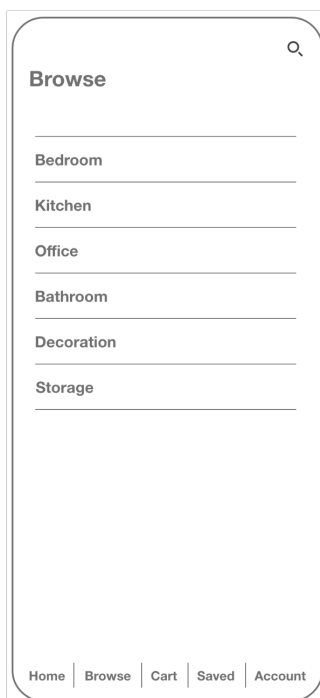 Browse
Bedroom
Kitchen
Office
Bathroom
Decoration
Storage
Home Browse Cart Saved Account